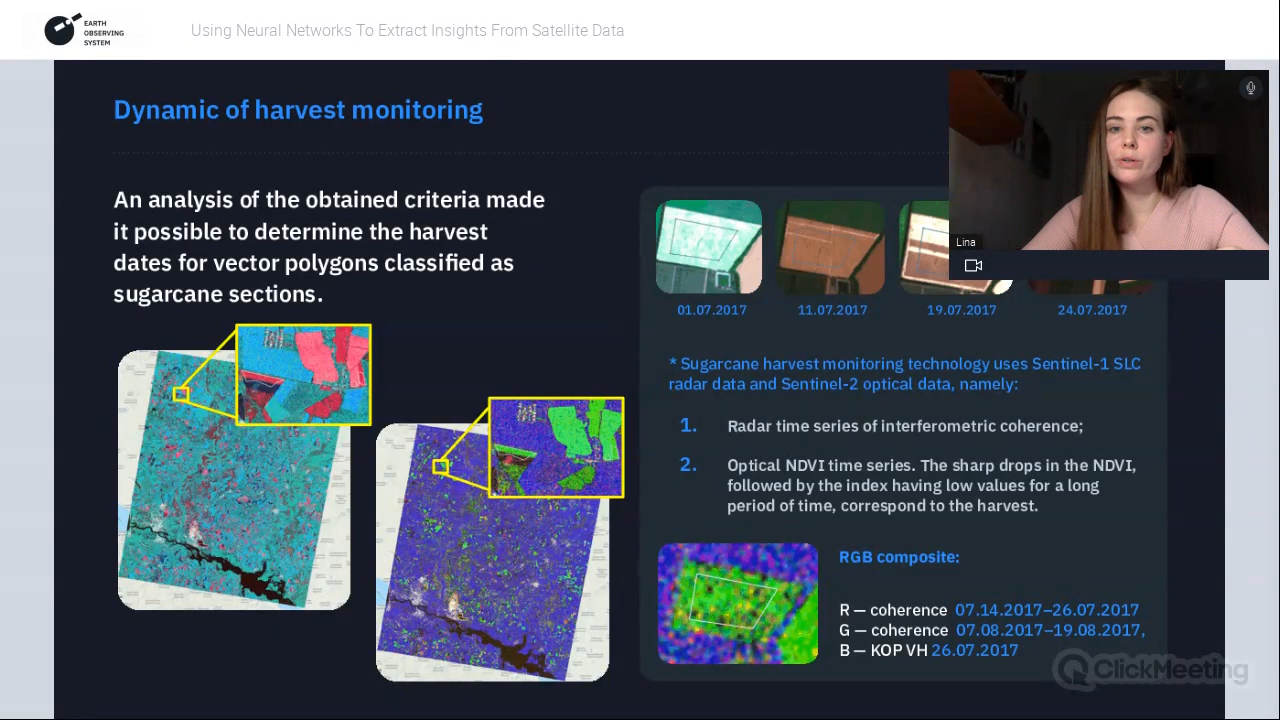 EARTH
OBSERVING
SYSTEM
Using Neural Networks To Extract Insights From Satellite Data
Dynamic of harvest monitoring
An analysis of the obtained criteria made
it possible to determine the harvest
dates for vector polygons classified as
sugarcane sections.
Lina
01.07.2017
11.07.2017
19.07.2017
24.07.2017
* Sugarcane harvest monitoring technology uses Sentinel-1 SLC
radar data and Sentinel-2 optical data, namely:
1. Radar time series of interferometric coherence;
2. Optical NDVI time series. The sharp drops in the NDVI,
followed by the index having low values for a long
period of time, correspond to the harvest.
RGB composite:
R — coherence 07.14.2017–26.07.2017
G — coherence 07.08.2017–19.08.2017,
B — KOP VH 26.07.2017
ClickMeeting